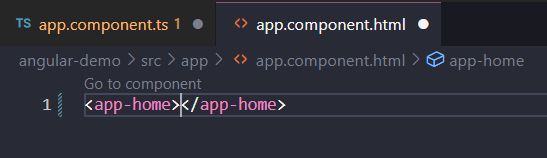 TS app.component.ts 1 app.component.html
angular-demo > src > app > app.component.html > app-home
Go to component
1 <app-home></app-home>